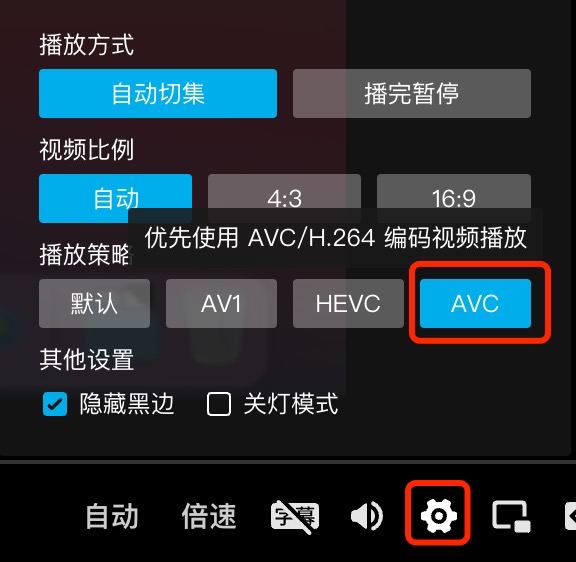 播放方式
自动切集 播完暂停
视频比例
自动 4:3 16:9
优先使用 AVC/H.264 编码视频播放
播放策略
默认 AV1 HEVC AVC
其他设置
隐藏黑边 关灯模式
自动 倍速 字幕